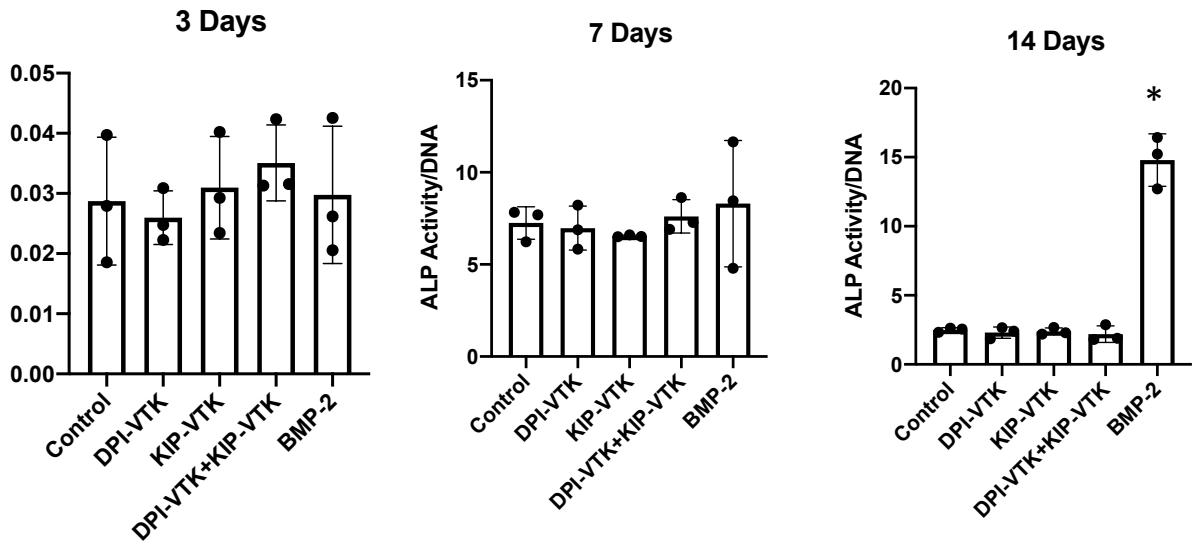 3 Days
0.05
0.04
0.03
0.02
0.01
0.00
Control
DPI-VTK
KIP-VTK
DPI-VTK+KIP-VTK
BMP-2
7 Days
ALP Activity/DNA
15
10
5
0
Control
DPI-VTK
KIP-VTK
DPI-VTK+KIP-VTK
BMP-2
14 Days
ALP Activity/DNA
20
15
10
5
0
*
Control
DPI-VTK
KIP-VTK
DPI-VTK+KIP-VTK
BMP-2